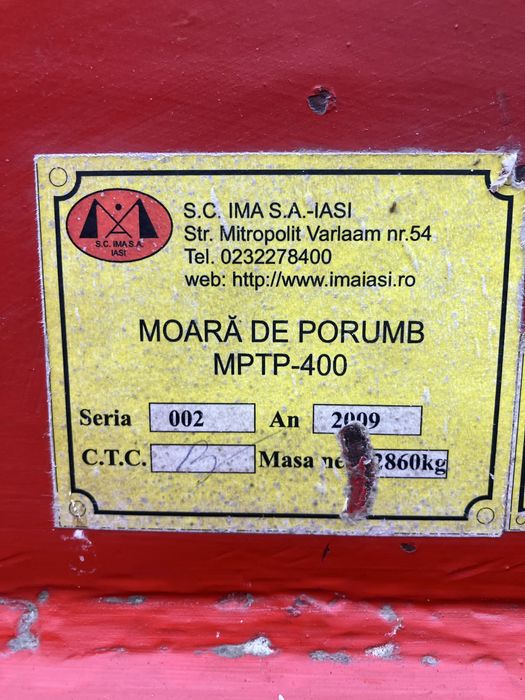 S.C. IMA S.A.
IASI
S.C. IMA S.A.-IASI
Str. Mitropolit Varlaam nr.54
Tel. 0232278400
web: http://www.imaiasi.ro
MOARĂ DE PORUMB
MPTP-400
Seria 002 An 2009
C.T.C. Masa 2860kg